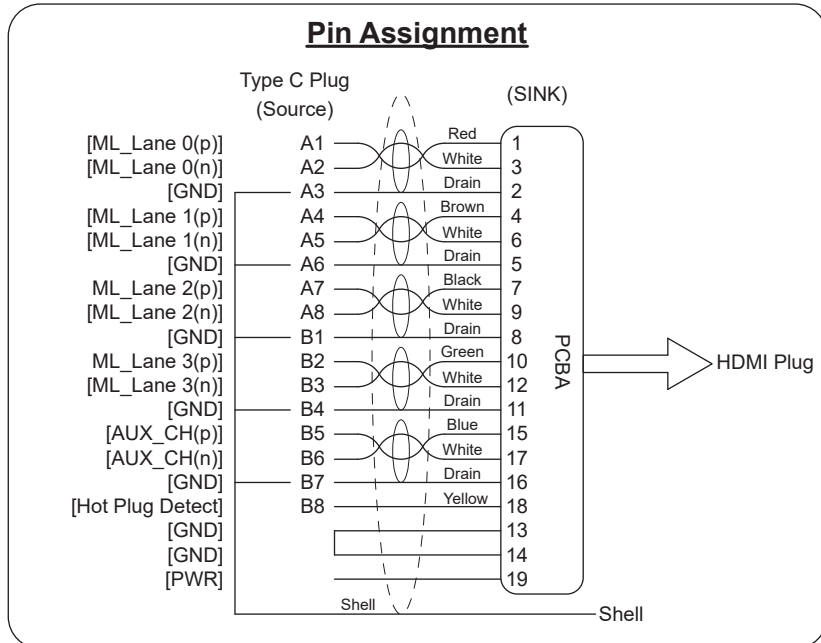 Pin Assignment
Type C Plug
(Source)
(SINK)
[ML_Lane 0(p)] A1 Red 1
[ML_Lane 0(n)] A2 White 3
[GND] A3 Drain 2
[ML_Lane 1(p)] A4 Brown 4
[ML_Lane 1(n)] A5 White 6
[GND] A6 Drain 5
ML_Lane 2(p)] A7 Black 7
[ML_Lane 2(n)] A8 White 9
[GND] B1 Drain 8
ML_Lane 3(p)] B2 Green 10
[ML_Lane 3(n)] B3 White 12
[GND] B4 Drain 11
[AUX_CH(p)] B5 Blue 15
[AUX_CH(n)] B6 White 17
[GND] B7 Drain 16
[Hot Plug Detect] B8 Yellow 18
[GND] 13
[GND] 14
[PWR] 19
PCBA
HDMI Plug
Shell Shell